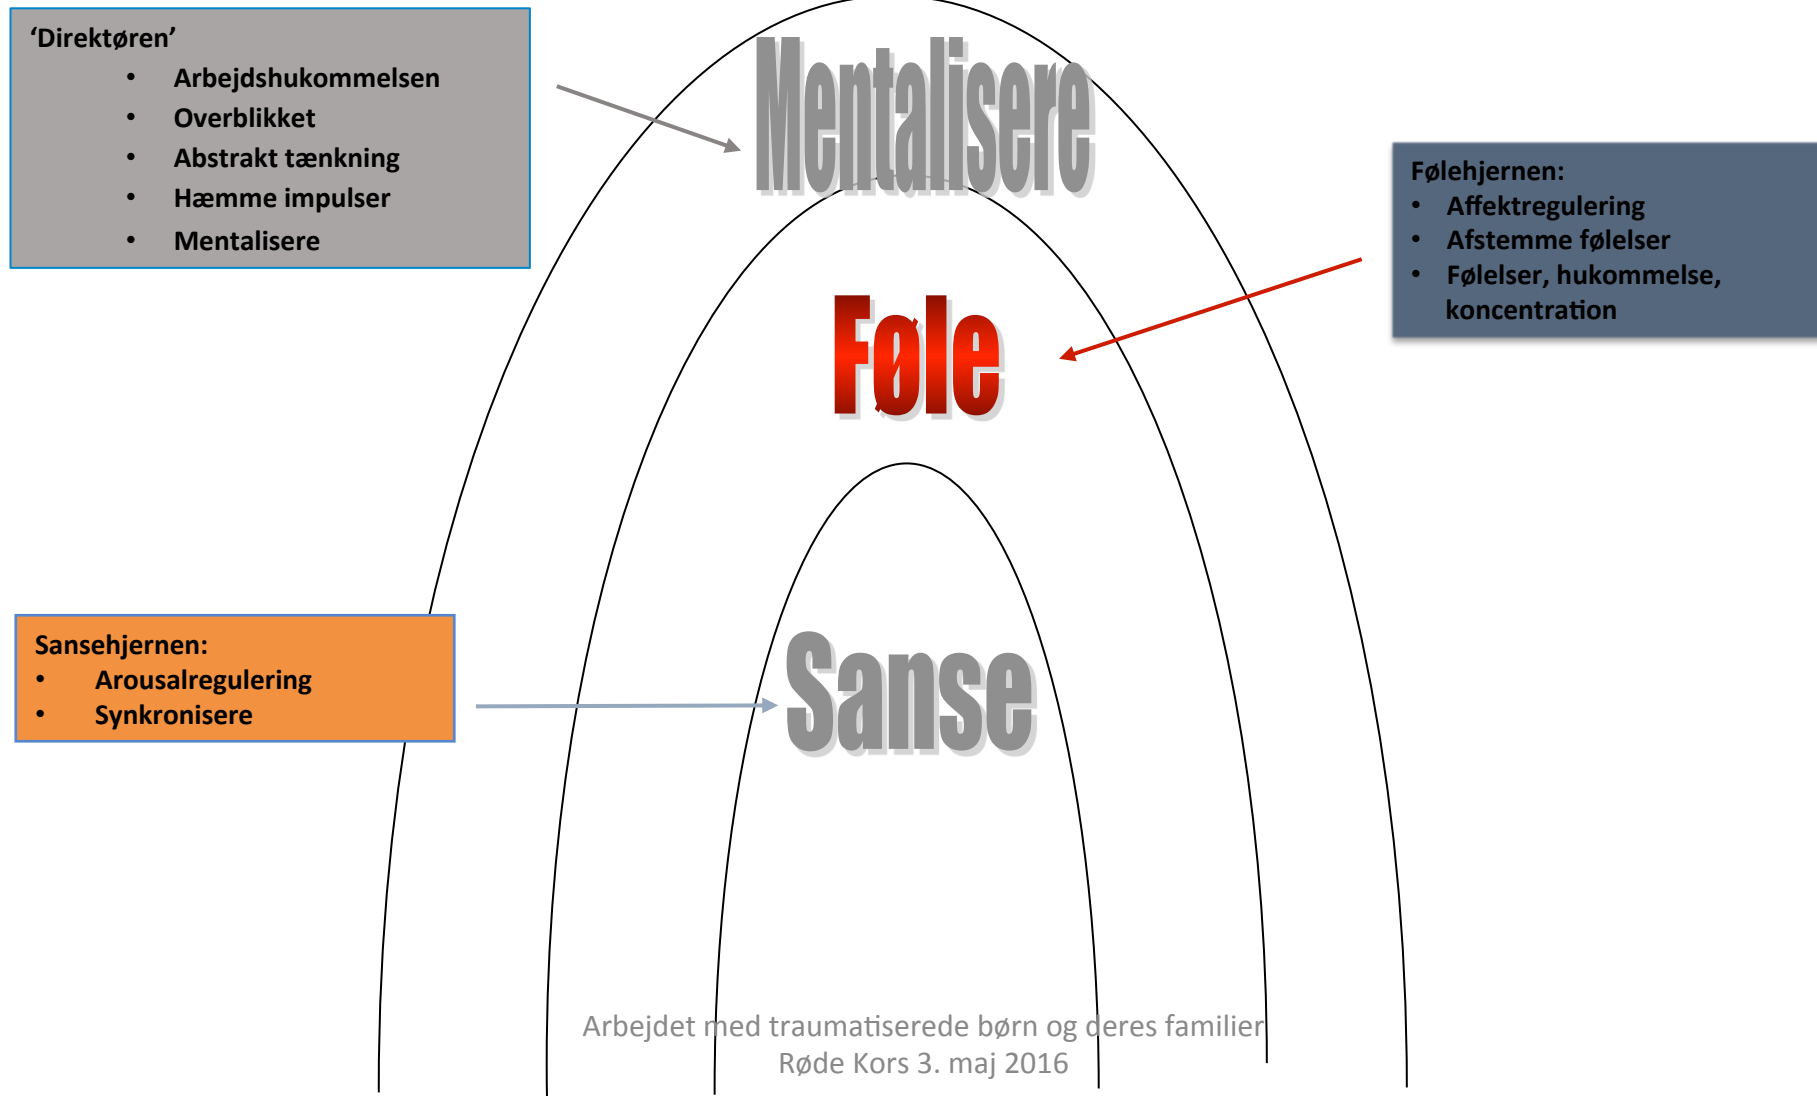 ‘Direktøren’
• Arbejdshukommelsen
• Overblikket
• Abstrakt tænkning
• Hæmme impulser
• Mentalisere
Mentalisere
Følehjernen:
• Affektregulering
• Afstemme følelser
• Følelser, hukommelse,
koncentration
Føle
Sansehjernen:
• Arousalregulering
• Synkronisere
Sanse
Arbejdet med traumatiserede børn og deres familier
Røde Kors 3. maj 2016